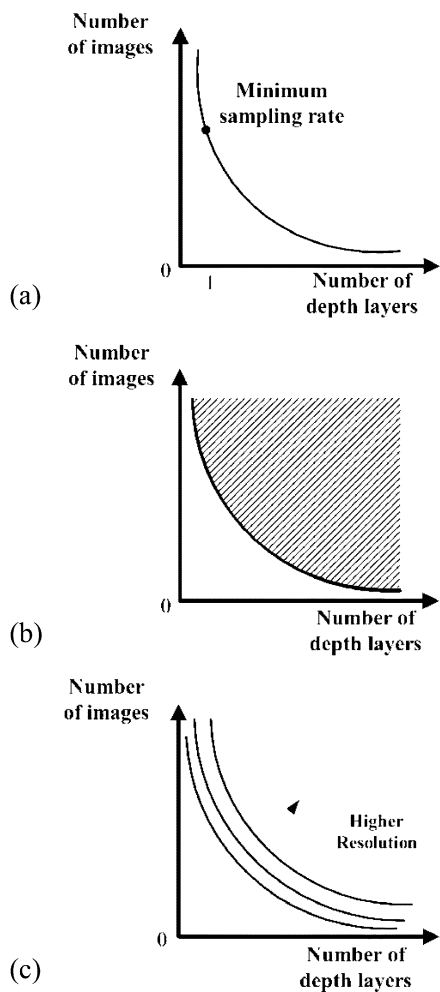 Number
of images
Minimum
sampling rate
0
1
Number of
depth layers
(a)
Number
of images
0
Number of
depth layers
(b)
Number
of images
Higher
Resolution
0
Number of
depth layers
(c)